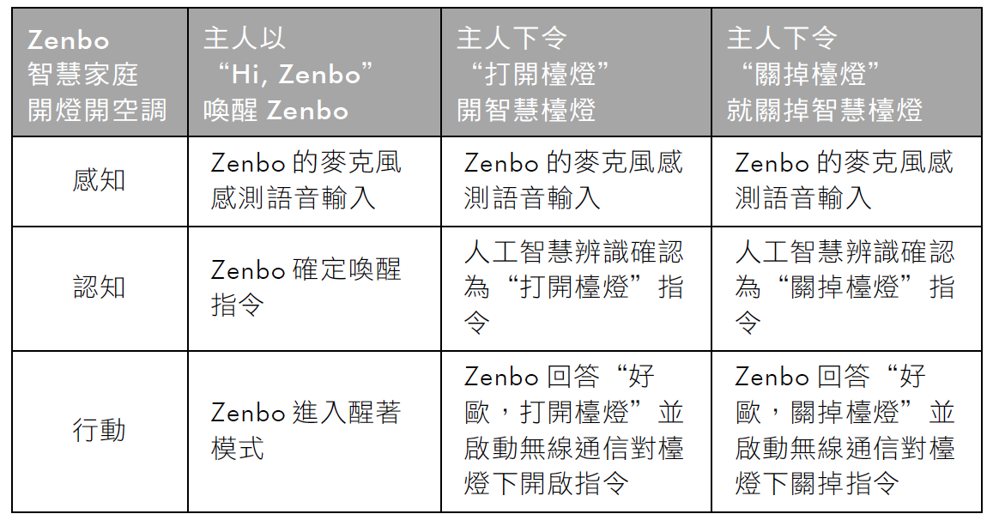 Zenbo
智慧家庭
開燈開空調
主人以
“Hi, Zenbo”
喚醒 Zenbo
主人下令
“打開檯燈”
開智慧檯燈
主人下令
“關掉檯燈”
就關掉智慧檯燈
感知
Zenbo 的麥克風
感測語音輸入
Zenbo 的麥克風感
測語音輸入
Zenbo 的麥克風感
測語音輸入
認知
Zenbo 確定喚醒
指令
人工智慧辨識確認
為“打開檯燈”指
令
人工智慧辨識確認
為“關掉檯燈”指
令
行動
Zenbo 進入醒著
模式
Zenbo 回答“好
歐，打開檯燈”並
啟動無線通信對檯
燈下開啟指令
Zenbo 回答“好
歐，關掉檯燈”並
啟動無線通信對檯
燈下關掉指令